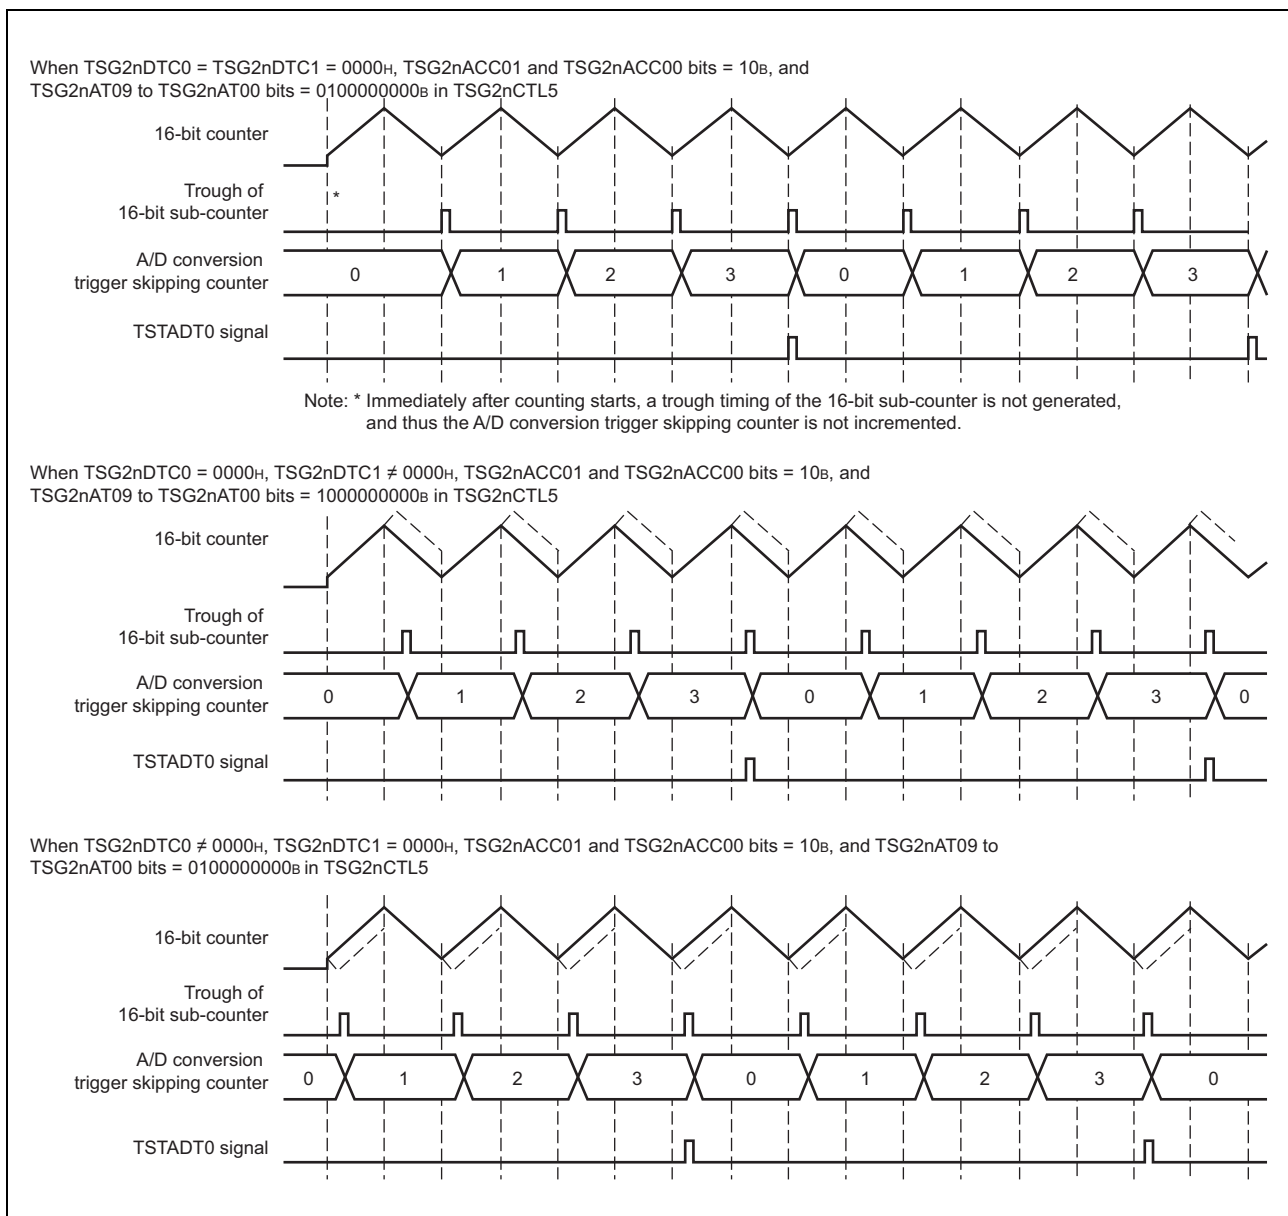 When TSG2nDTC0 = TSG2nDTC1 = 0000H, TSG2nACC01 and TSG2nACC00 bits = 10B, and
TSG2nAT09 to TSG2nAT00 bits = 0100000000B in TSG2nCTL5
16-bit counter
Trough of
16-bit sub-counter
*
A/D conversion
trigger skipping counter
0 1 2 3 0 1 2 3
TSTADT0 signal
Note: * Immediately after counting starts, a trough timing of the 16-bit sub-counter is not generated,
and thus the A/D conversion trigger skipping counter is not incremented.
When TSG2nDTC0 = 0000H, TSG2nDTC1 ≠ 0000H, TSG2nACC01 and TSG2nACC00 bits = 10B, and
TSG2nAT09 to TSG2nAT00 bits = 1000000000B in TSG2nCTL5
16-bit counter
Trough of
16-bit sub-counter
A/D conversion
trigger skipping counter
0 1 2 3 0 1 2 3 0
TSTADT0 signal
When TSG2nDTC0 ≠ 0000H, TSG2nDTC1 = 0000H, TSG2nACC01 and TSG2nACC00 bits = 10B, and TSG2nAT09 to
TSG2nAT00 bits = 0100000000B in TSG2nCTL5
16-bit counter
Trough of
16-bit sub-counter
A/D conversion
trigger skipping counter
0 1 2 3 0 1 2 3 0
TSTADT0 signal